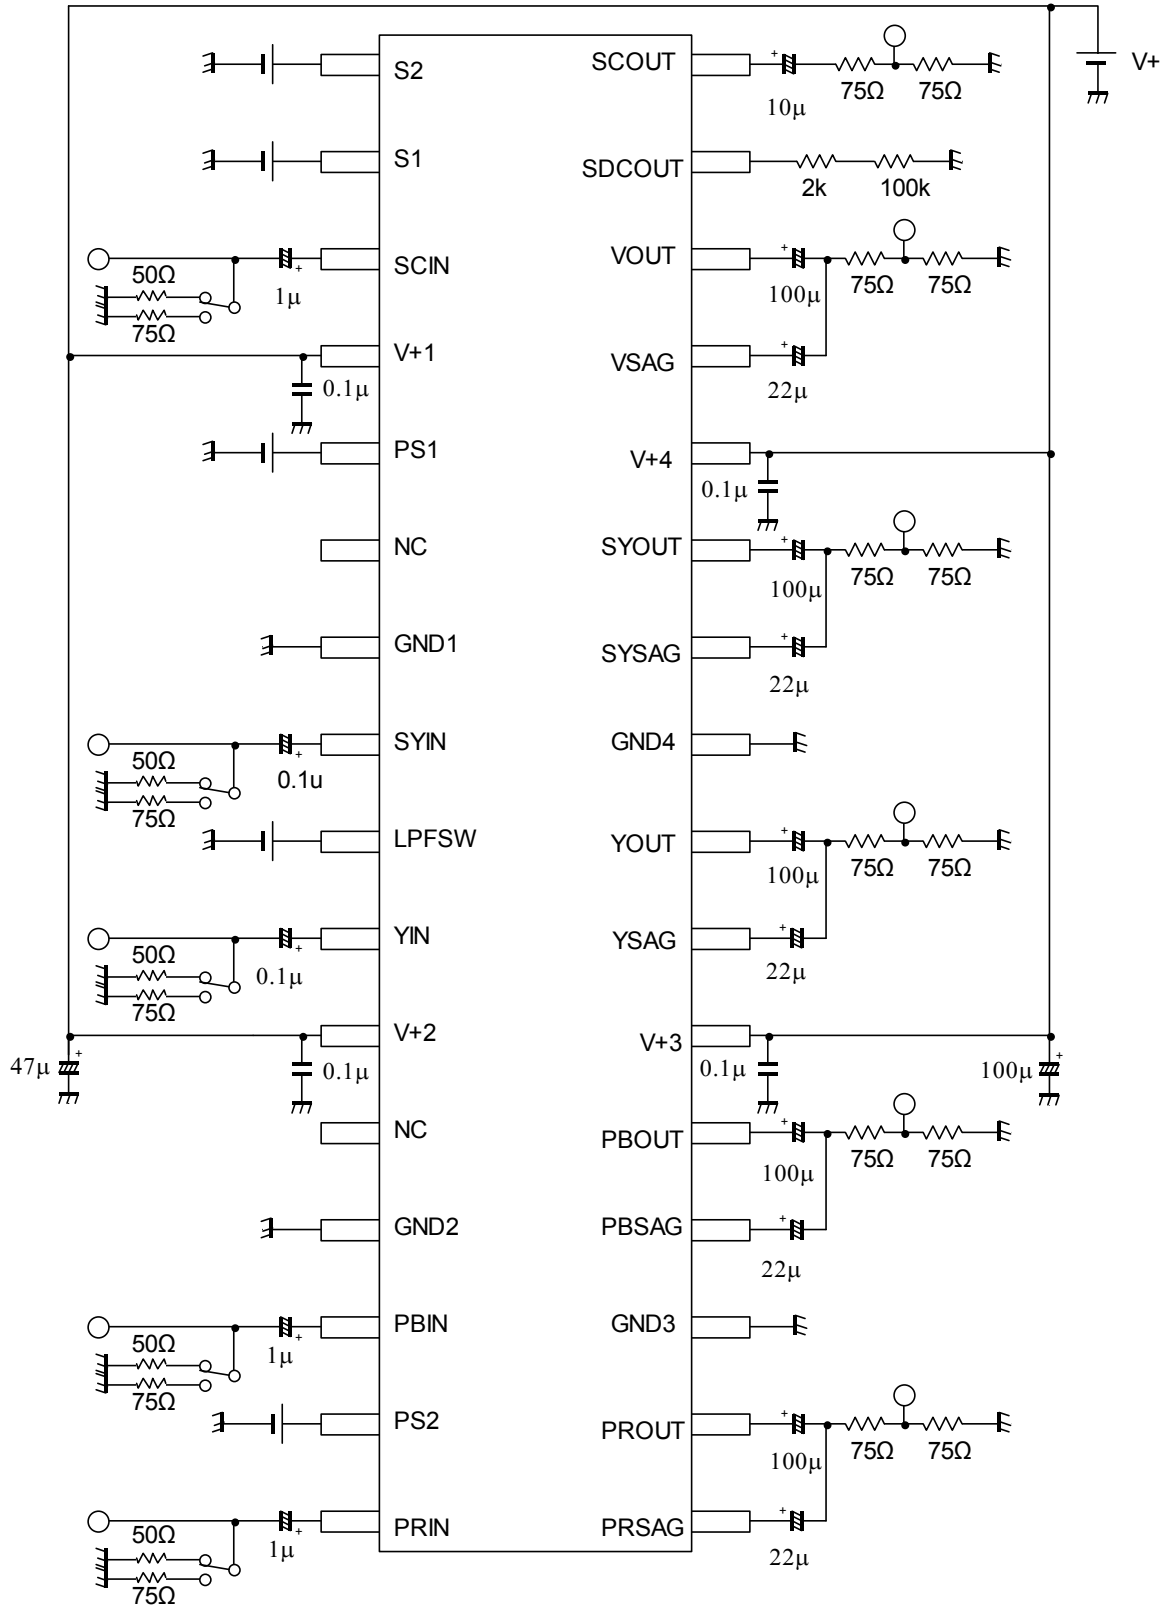 V+
S2
SCOUT
10μ
75Ω
75Ω
S1
SDCOUT
2k
100k
SCIN
50Ω
75Ω
1μ
VOUT
100μ
75Ω
75Ω
V+1
0.1μ
VSAG
22μ
PS1
V+4
0.1μ
NC
SYOUT
100μ
75Ω
75Ω
GND1
SYSAG
22μ
SYIN
50Ω
75Ω
0.1u
GND4
LPFSW
YOUT
100μ
75Ω
75Ω
YIN
50Ω
75Ω
0.1μ
YSAG
22μ
V+2
47μ
0.1μ
V+3
0.1μ
100μ
NC
PBOUT
100μ
75Ω
75Ω
GND2
PBSAG
22μ
PBIN
50Ω
75Ω
1μ
GND3
PS2
PROUT
100μ
75Ω
75Ω
PRIN
50Ω
75Ω
1μ
PRSAG
22μ